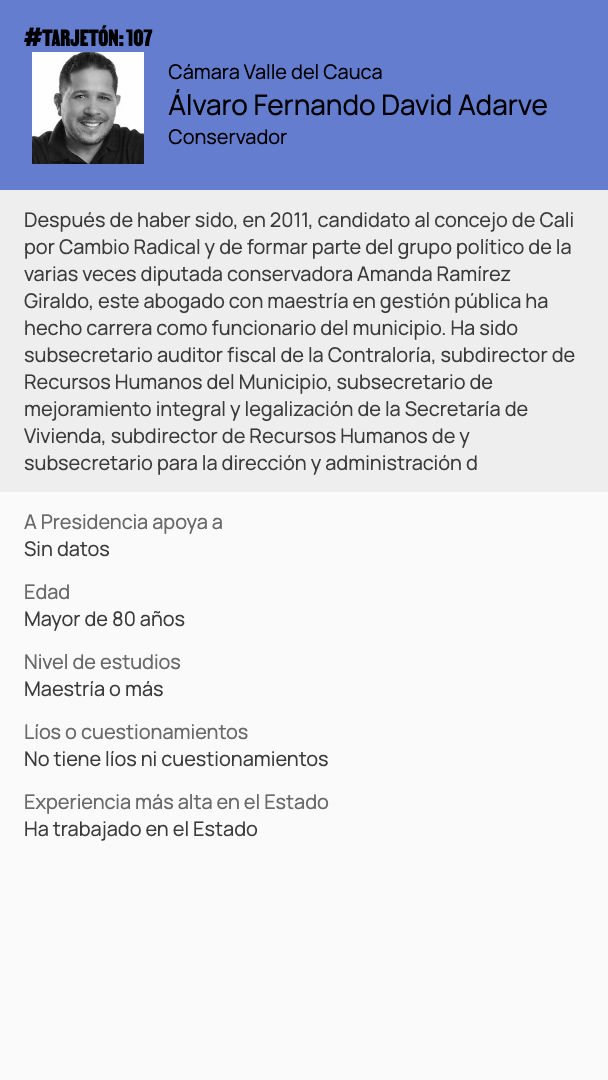 #TARJETÓN: 107
Cámara Valle del Cauca
Álvaro Fernando David Adarve
Conservador
Después de haber sido, en 2011, candidato al concejo de Cali
por Cambio Radical y de formar parte del grupo político de la
varias veces diputada conservadora Amanda Ramírez
Giraldo, este abogado con maestría en gestión pública ha
hecho carrera como funcionario del municipio. Ha sido
subsecretario auditor fiscal de la Contraloría, subdirector de
Recursos Humanos del Municipio, subsecretario de
mejoramiento integral y legalización de la Secretaría de
Vivienda, subdirector de Recursos Humanos de y
subsecretario para la dirección y administración d
A Presidencia apoya a
Sin datos
Edad
Mayor de 80 años
Nivel de estudios
Maestría o más
Líos o cuestionamientos
No tiene líos ni cuestionamientos
Experiencia más alta en el Estado
Ha trabajado en el Estado